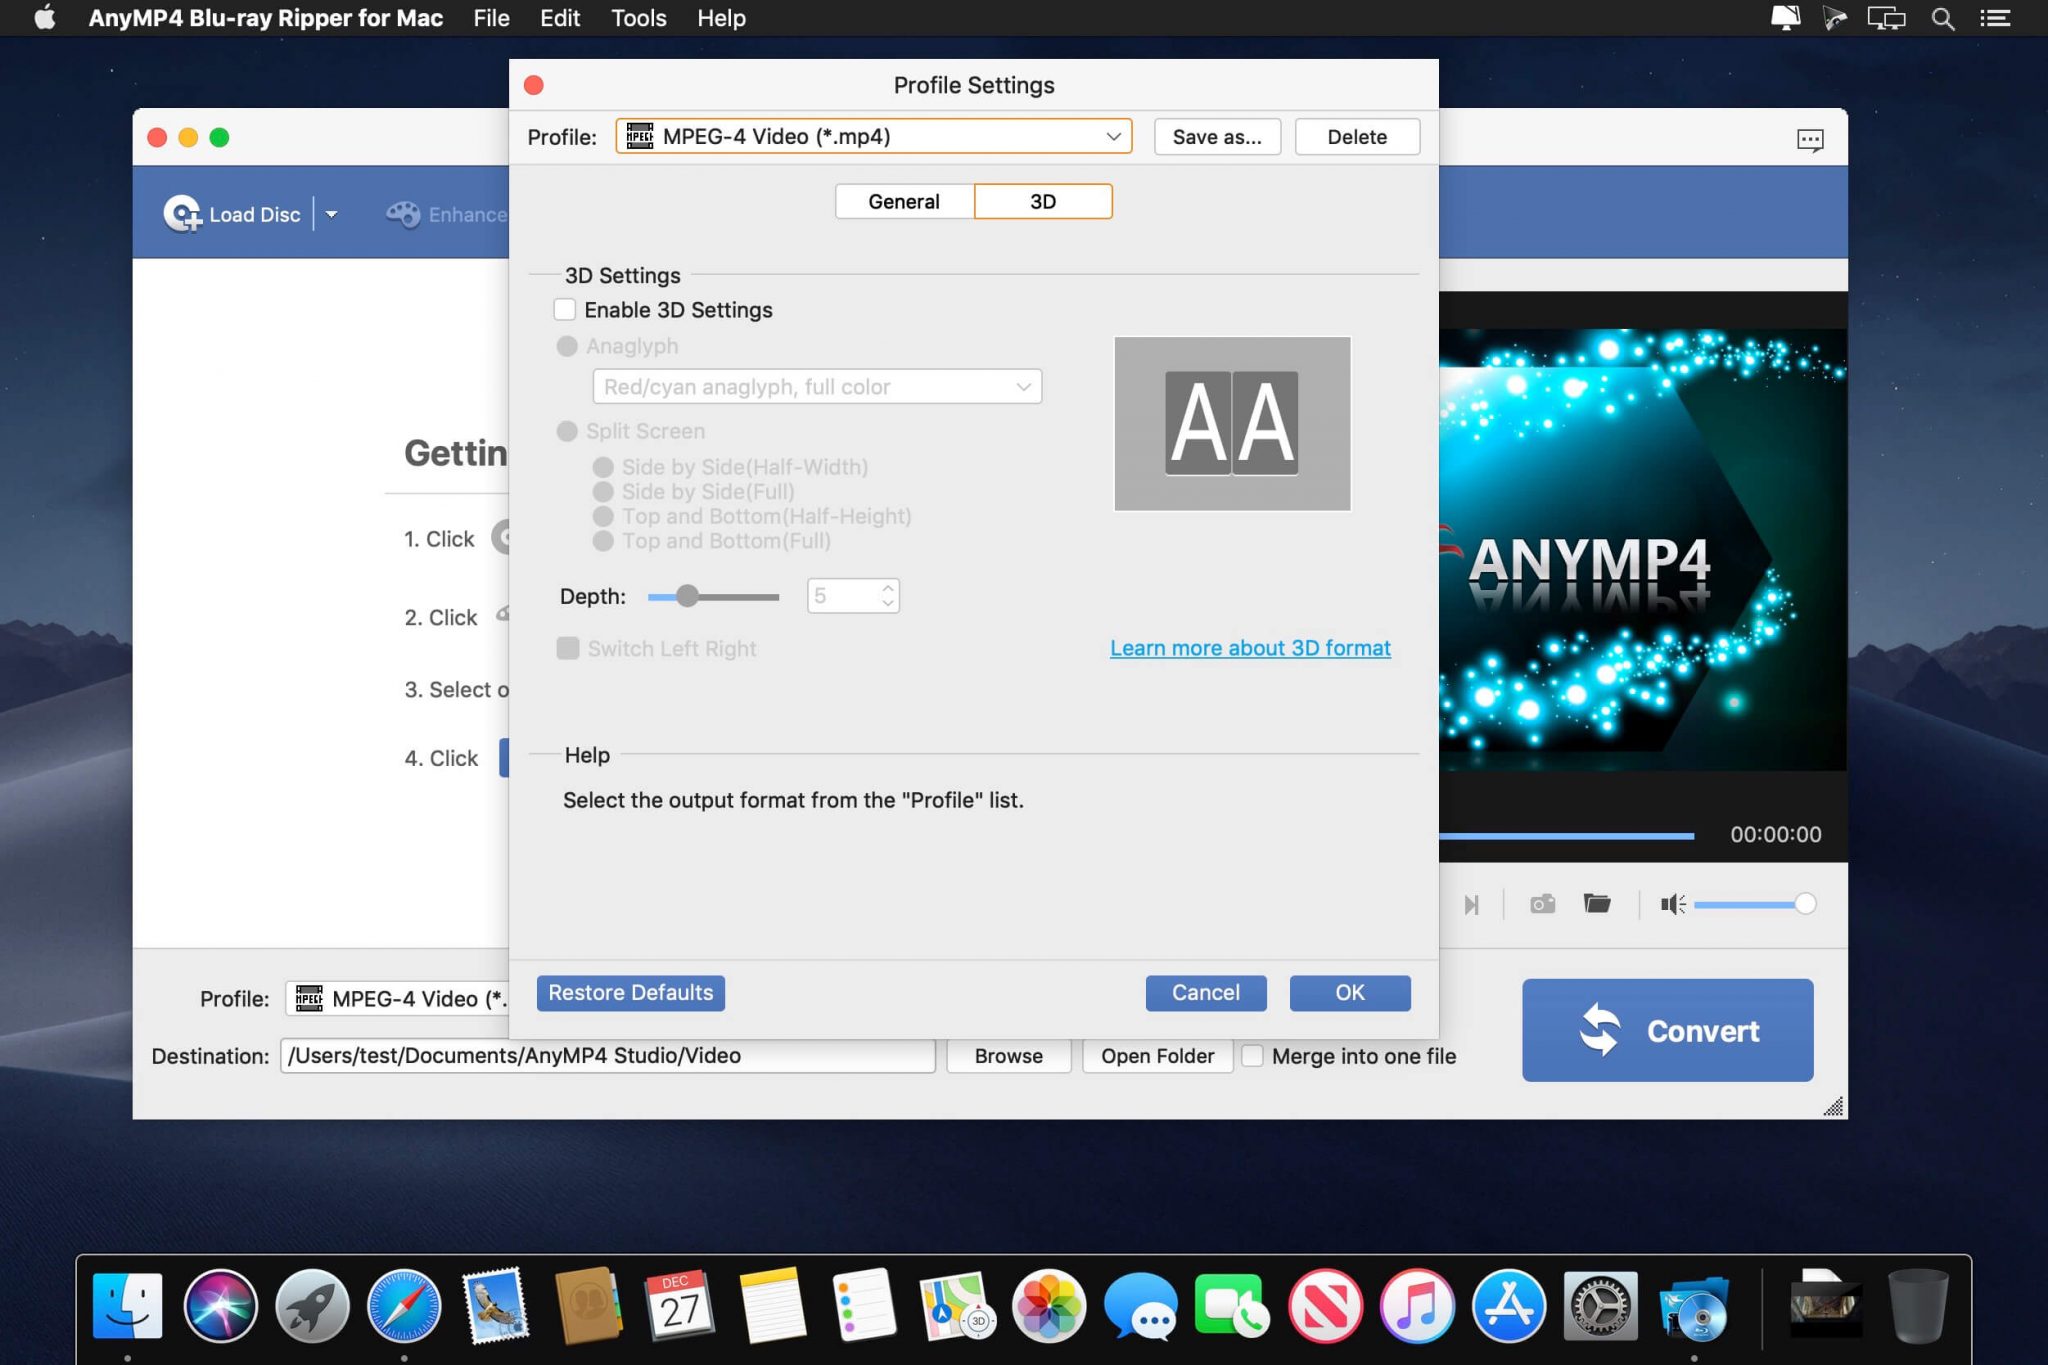 AnyMP4 Blu-ray Ripper for Mac File Edit Tools Help
Profile Settings
Profile: MPEG-4 Video (*.mp4) Save as... Delete
General 3D
Load Disc Enhance
3D Settings
Enable 3D Settings
Anaglyph
Red/cyan anaglyph, full color
Split Screen
Side by Side(Half-Width)
Side by Side(Full)
Top and Bottom(Half-Height)
Top and Bottom(Full)
AA
Depth: 5
Switch Left Right
Learn more about 3D format
Help
Select the output format from the "Profile" list.
Restore Defaults Cancel OK
Gettin
1. Click
2. Click
3. Select o
4. Click
ANYMP4
00:00:00
Profile: MPEG-4 Video (*.
Convert
Destination: /Users/test/Documents/AnyMP4 Studio/Video Browse Open Folder Merge into one file
DEC
27
3D